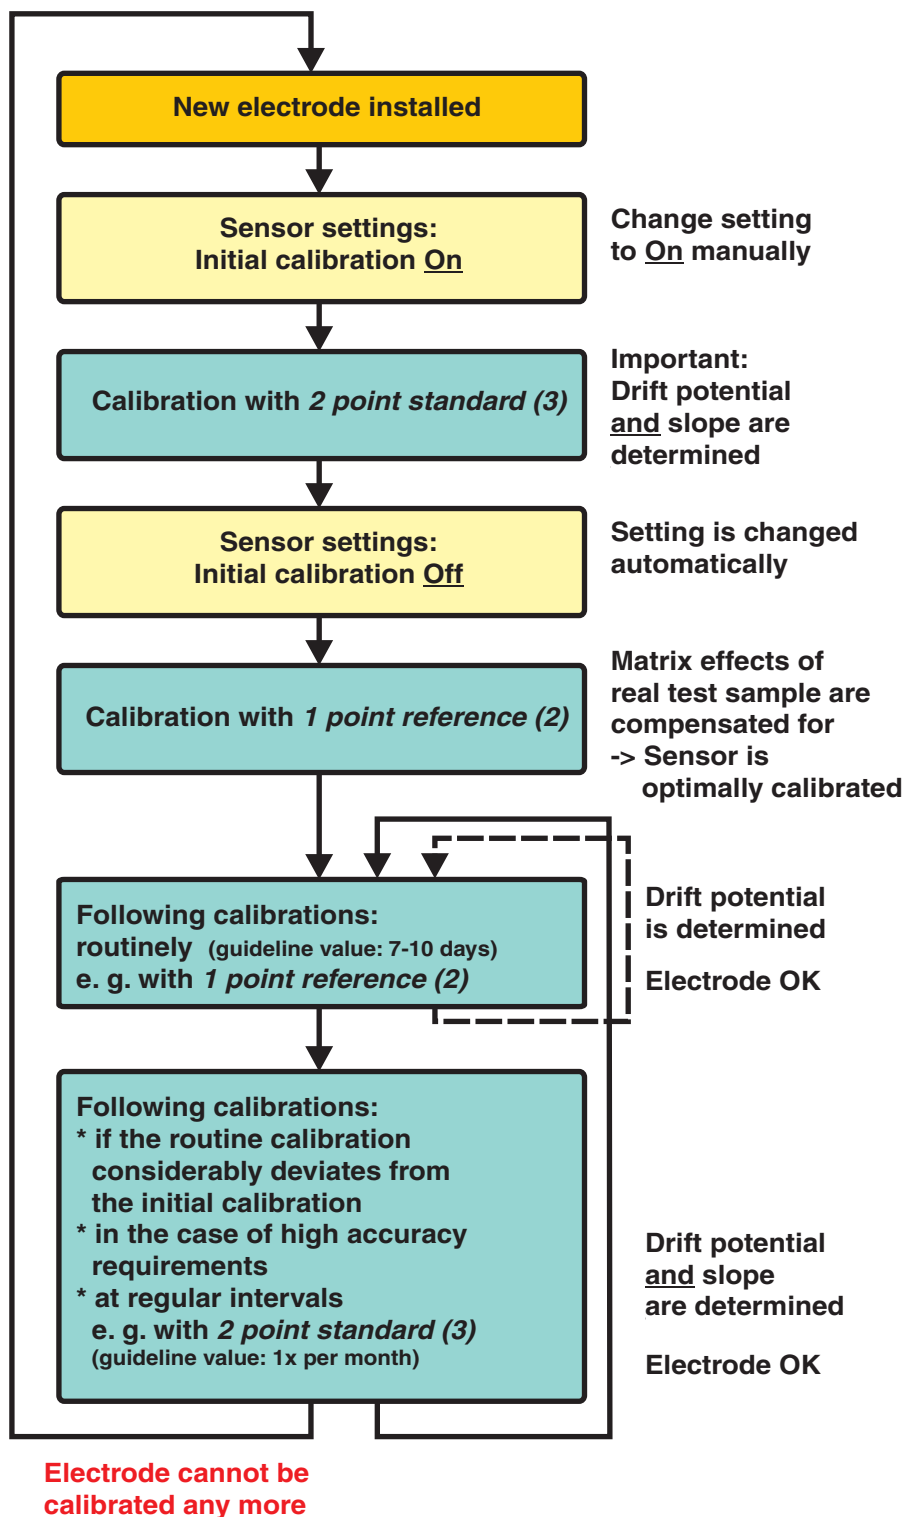 New electrode installed
Sensor settings:
Initial calibration On
Change setting
to On manually
Calibration with 2 point standard (3)
Important:
Drift potential
and slope are
determined
Sensor settings:
Initial calibration Off
Setting is changed
automatically
Calibration with 1 point reference (2)
Matrix effects of
real test sample are
compensated for
-> Sensor is
optimally calibrated
Following calibrations:
routinely (guideline value: 7-10 days)
e. g. with 1 point reference (2)
Drift potential
is determined
Electrode OK
Following calibrations:
* if the routine calibration
considerably deviates from
the initial calibration
* in the case of high accuracy
requirements
* at regular intervals
e. g. with 2 point standard (3)
(guideline value: 1x per month)
Drift potential
and slope
are determined
Electrode OK
Electrode cannot be
calibrated any more